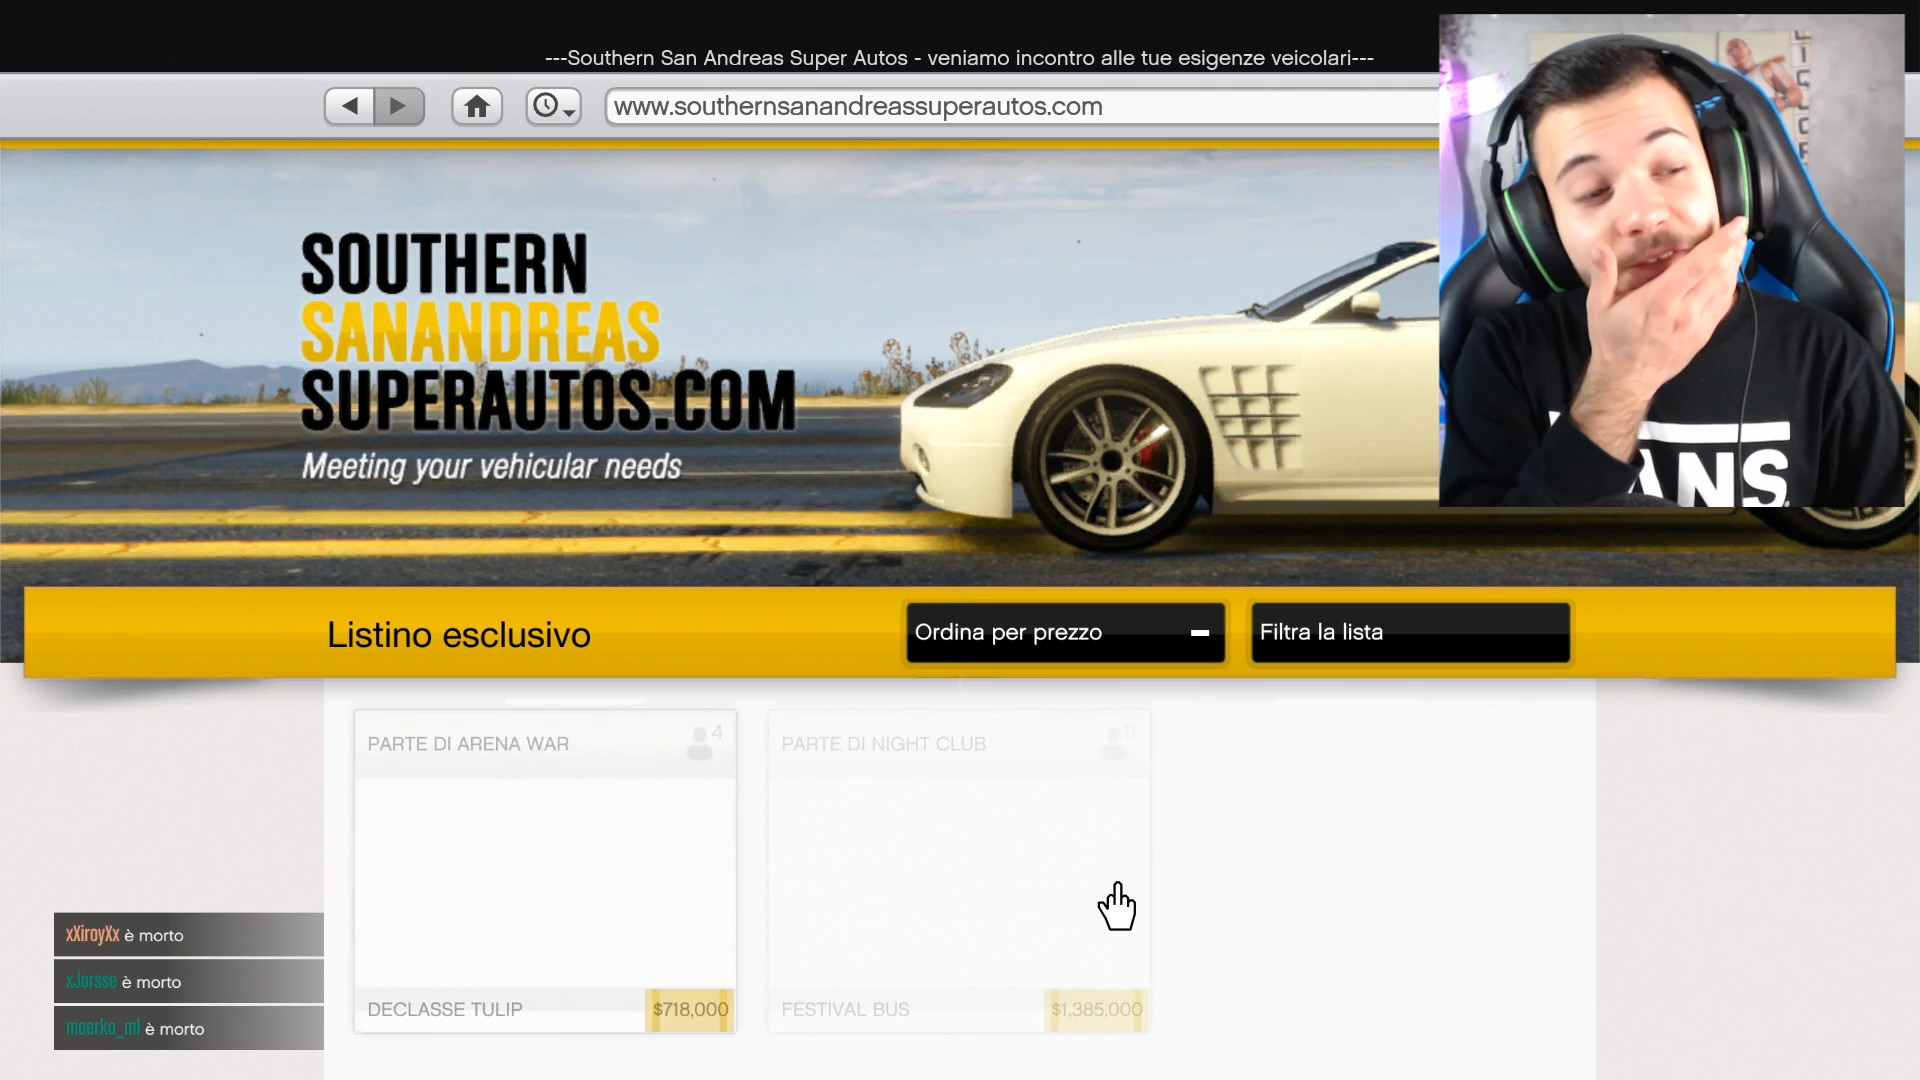 ---Southern San Andreas Super Autos - veniamo incontro alle tue esigenze veicolari---
www.southernsanandreassuperautos.com
SOUTHERN
SANANDREAS
SUPERAUTOS.COM
Meeting your vehicular needs
ANS
Listino esclusivo
Ordina per prezzo
Filtra la lista
PARTE DI ARENA WAR
4
PARTE DI NIGHT CLUB
11
DECLASSE TULIP
$718,000
FESTIVAL BUS
$1,385,000
xXiroyXx è morto
xJorsse è morto
moerko_ml è morto